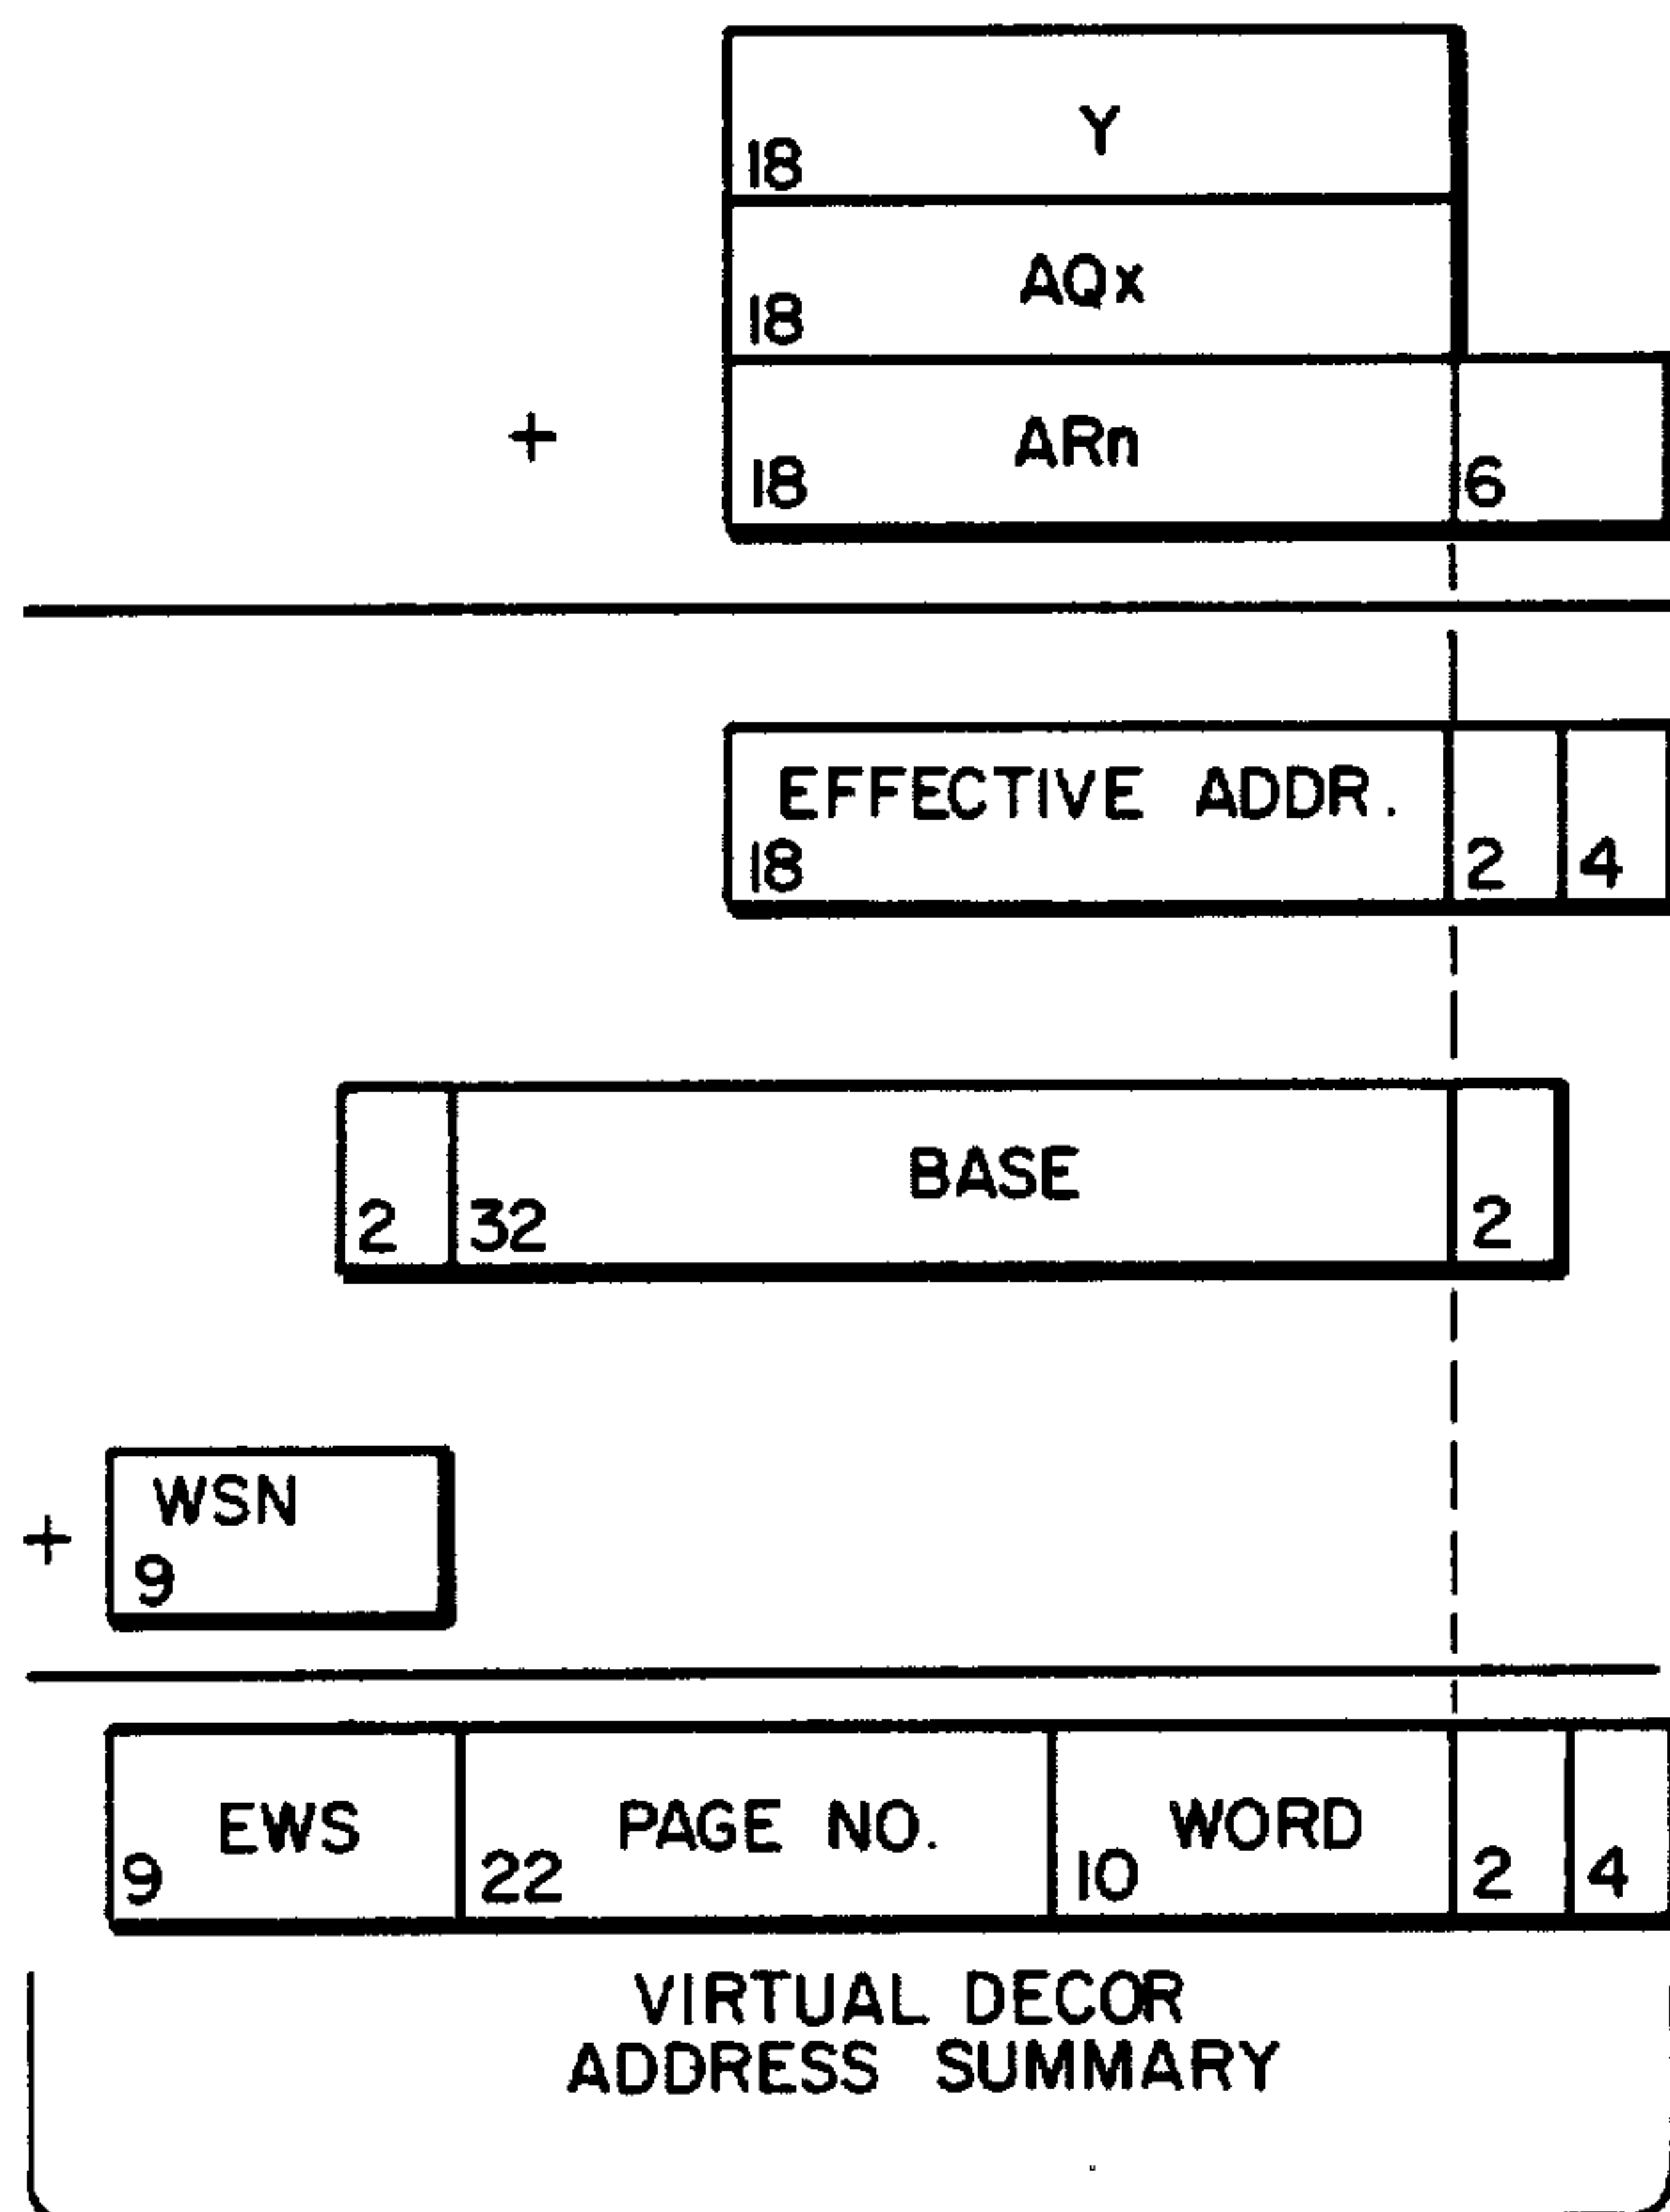 Y
18
AQx
18
+ ARn
18 6
EFFECTIVE ADDR.
18 2 4
BASE
2 32 2
WSN
+
9
EWS PAGE NO. WORD
9 22 10 2 4
VIRTUAL DECOR
ADDRESS SUMMARY